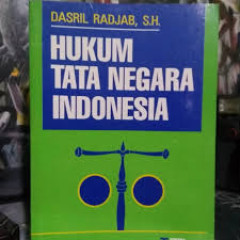 DASRIL RADJAB, S.H.
HUKUM
TATA NEGARA
INDONESIA